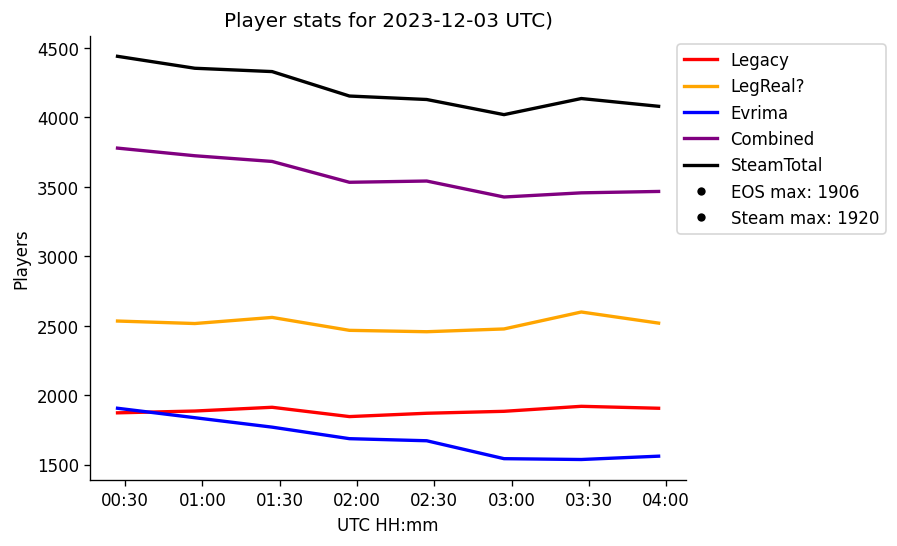 Player stats for 2023-12-03 UTC)
4500
4000
3500
3000
2500
2000
1500
Players
00:30 01:00 01:30 02:00 02:30 03:00 03:30 04:00
UTC HH:mm
Legacy
LegReal?
Evrima
Combined
SteamTotal
EOS max: 1906
Steam max: 1920